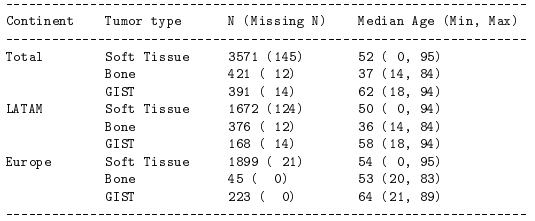 Continent Tumor type N (Missing N) Median Age (Min, Max)
Total Soft Tissue 3571 (145) 52 ( 0, 95)
Bone 421 ( 12) 37 (14, 84)
GIST 391 ( 14) 62 (18, 94)
LATAM Soft Tissue 1672 (124) 50 ( 0, 94)
Bone 376 ( 12) 36 (14, 84)
GIST 168 ( 14) 58 (18, 94)
Europe Soft Tissue 1899 ( 21) 54 ( 0, 95)
Bone 45 ( 0) 53 (20, 83)
GIST 223 ( 0) 64 (21, 89)